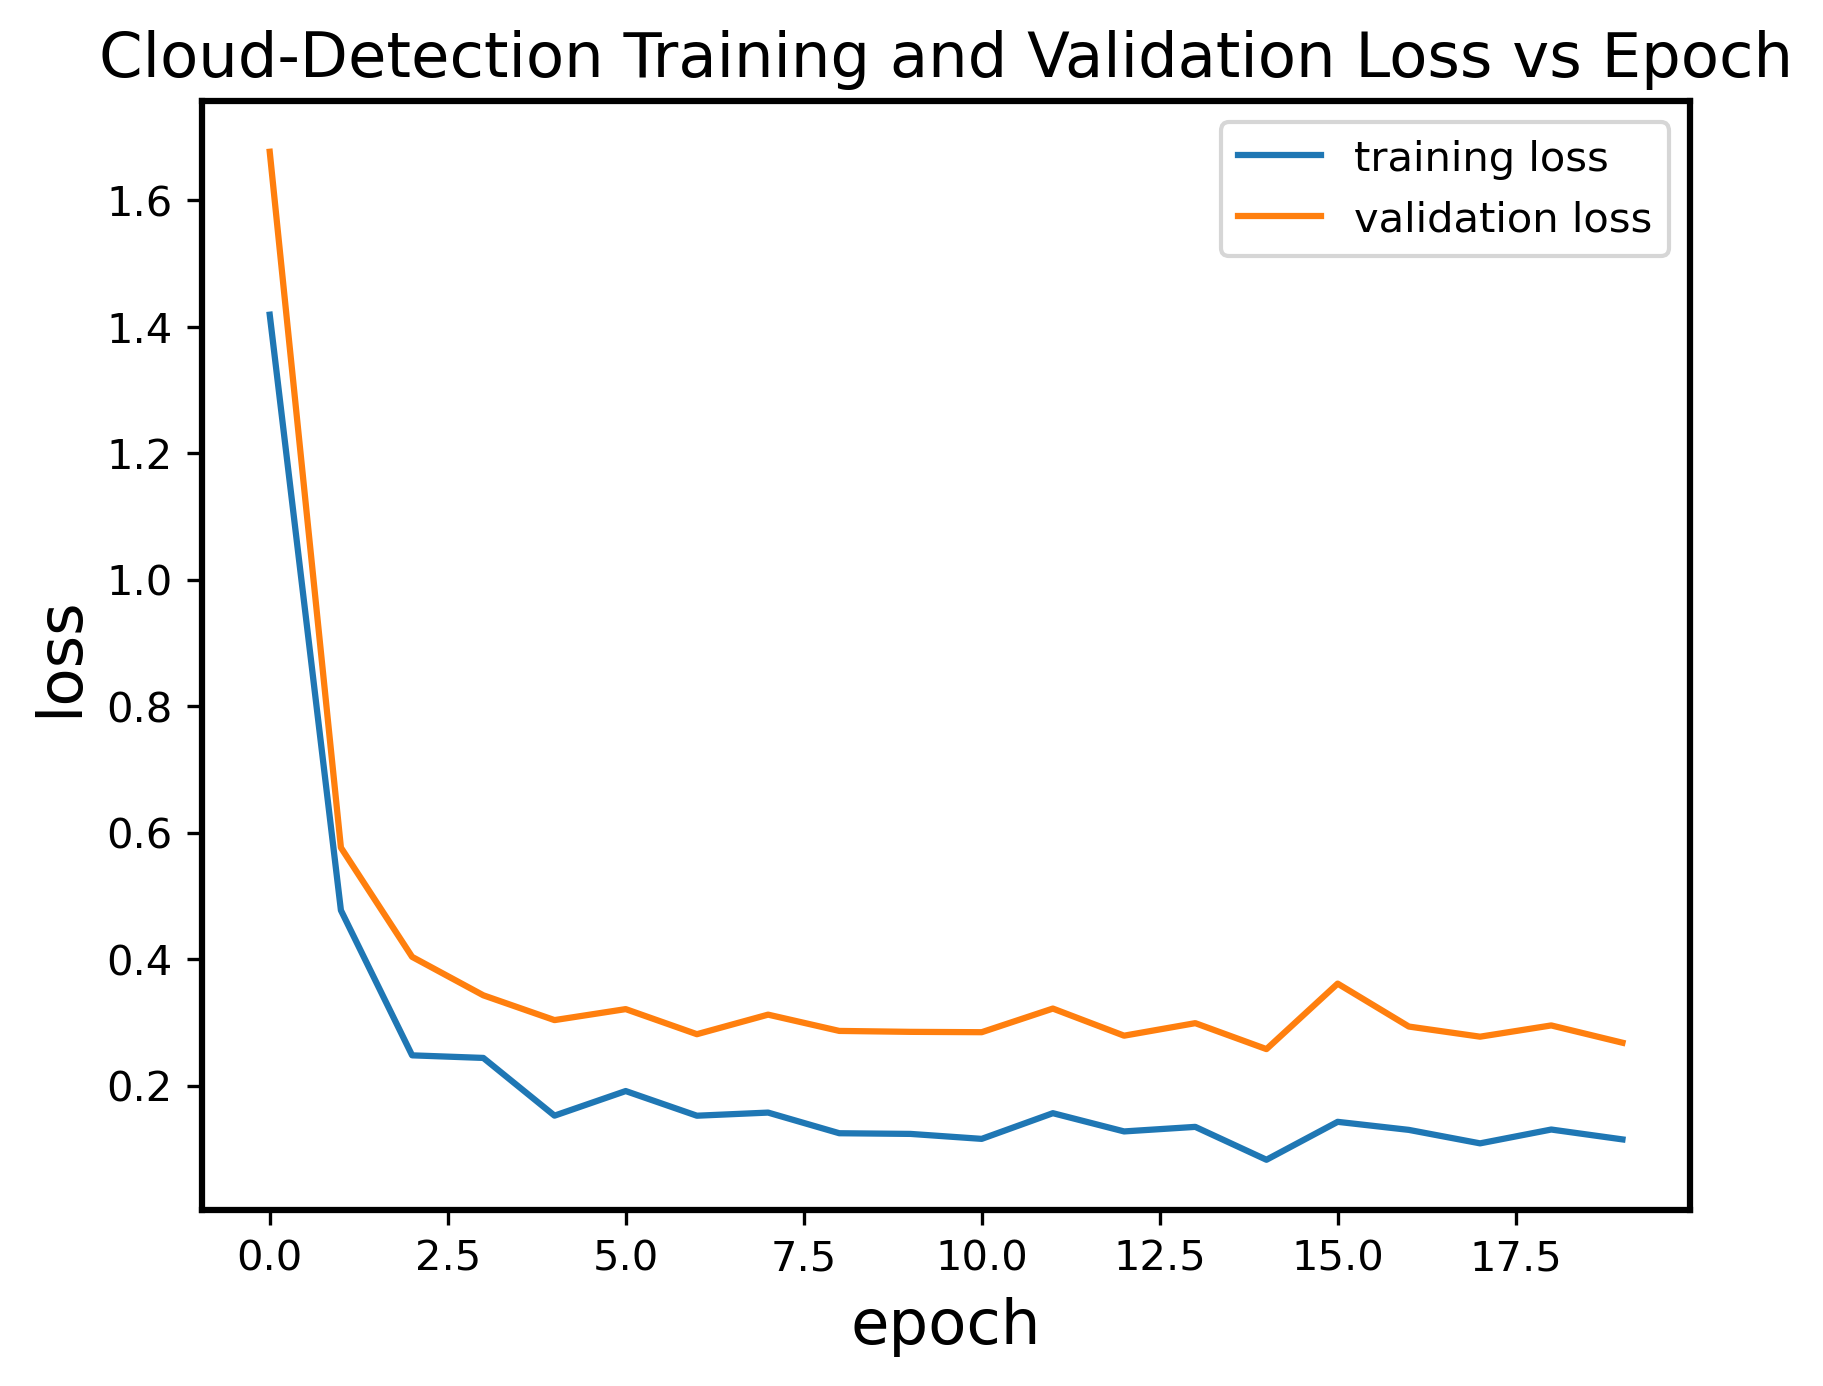 Cloud-Detection Training and Validation Loss vs Epoch
training loss
validation loss
1.6
1.4
1.2
1.0
0.8
0.6
0.4
0.2
loss
0.0 2.5 5.0 7.5 10.0 12.5 15.0 17.5
epoch